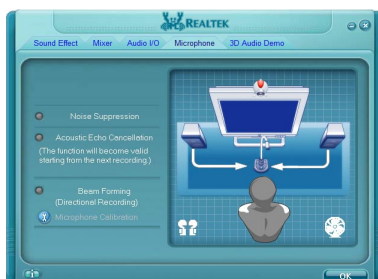 REALTEK
Sound Effect Mixer Audio I/O Microphone 3D Audio Demo
Noise Suppression
Acoustic Echo Cancellation
(The function will become valid
starting from the next recording.)
Beam Forming
(Directional Recording)
Microphone Calibration
OK